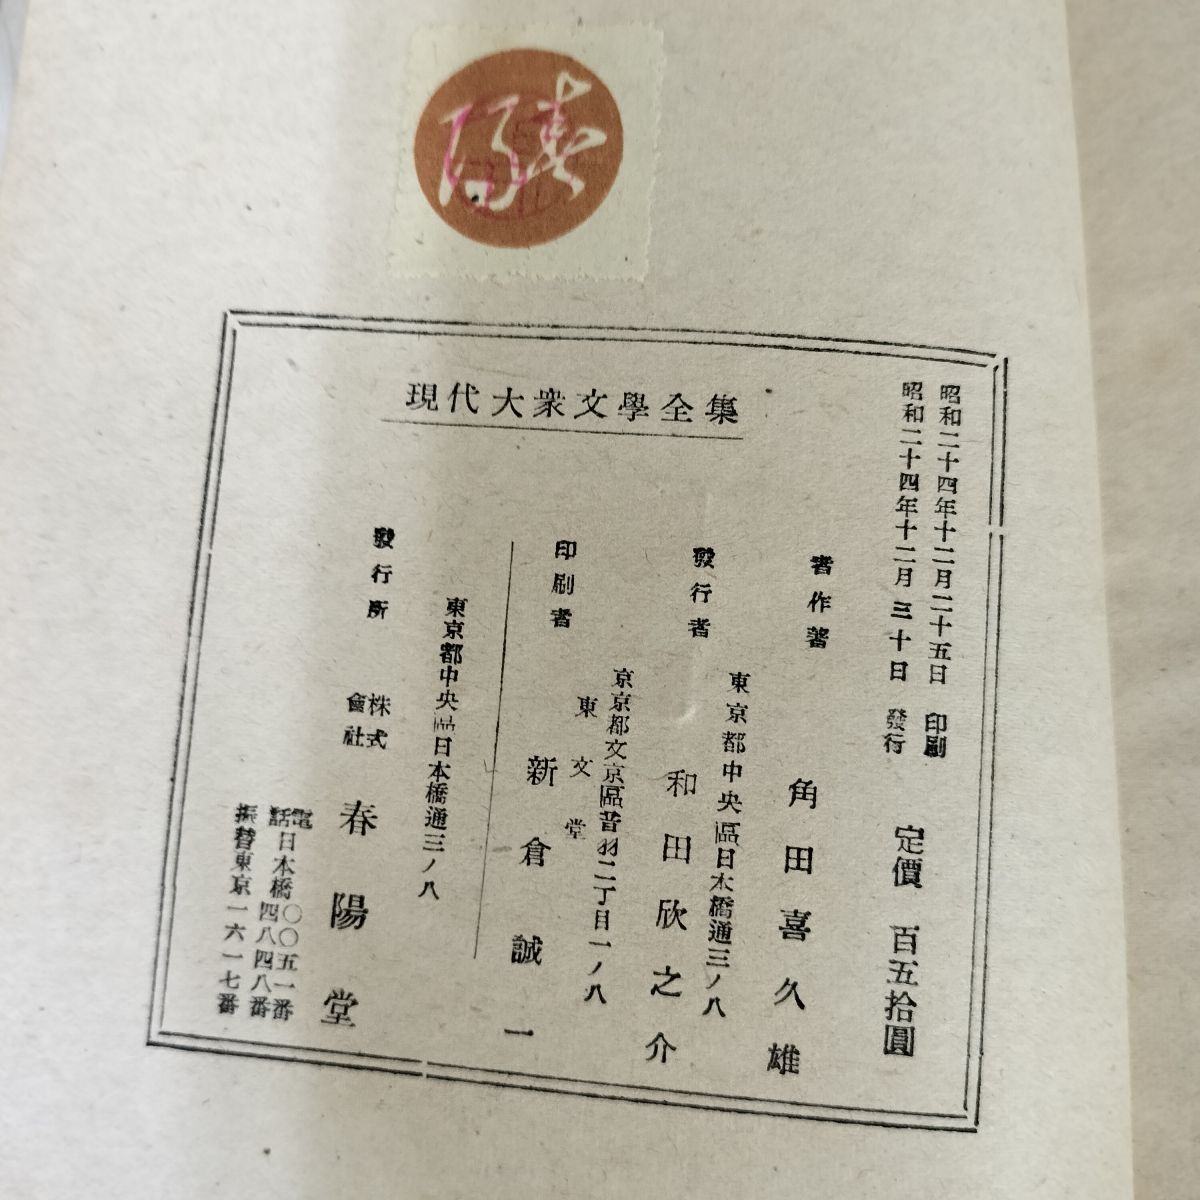 現代大衆文學全集
昭和二十四年十二月二十五日 印刷
昭和二十四年十二月三十日 發行
定價 百五拾圓
著作者
角田喜久雄
東京都中央區日本橋通三ノ八
發行者
和田欣之介
京京都文京區音羽二丁目一ノ八
東文堂
印刷者
新倉誠一
東京都中央區日本橋通三ノ八
發行所
株式會社 春陽堂
電話日本橋〇〇五一番
四八四八番
振替東京一六一七番